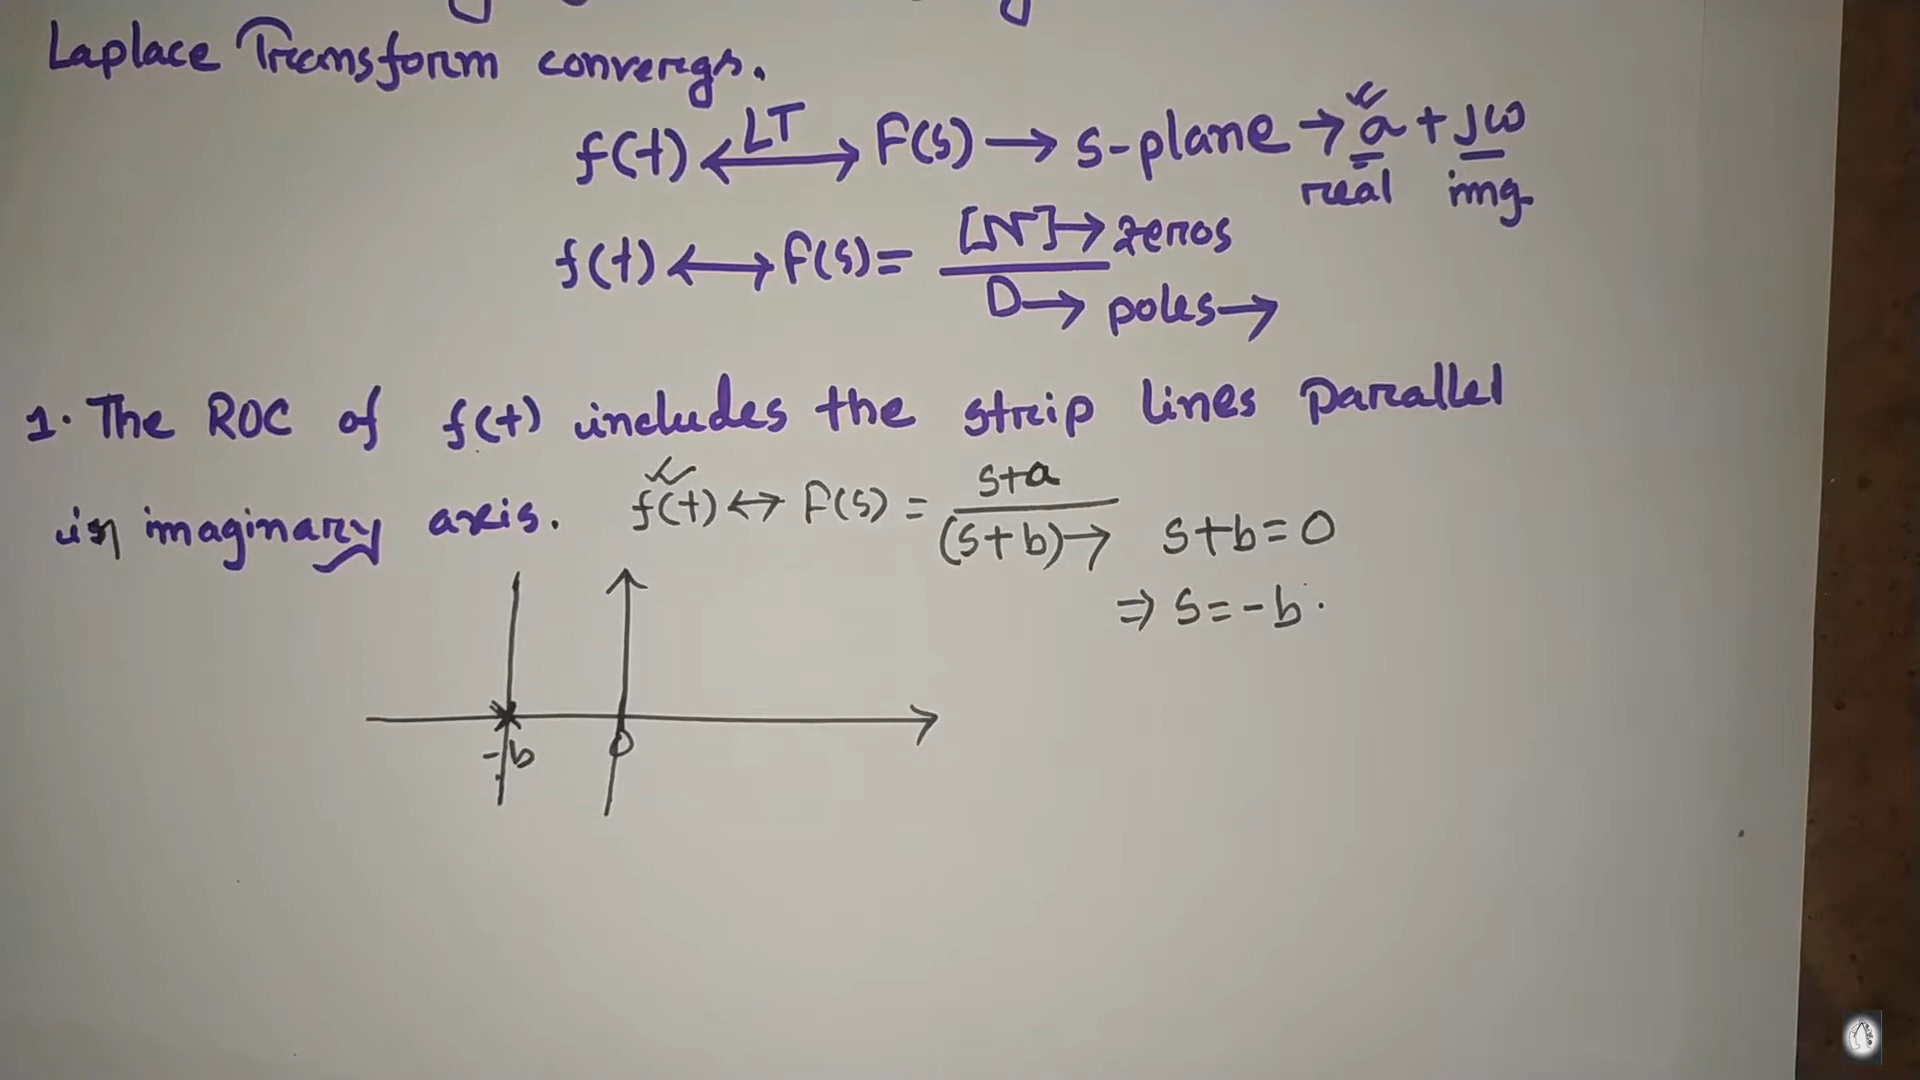 Laplace Transform convergs.
f(t) <-LT-> F(s) → s-plane → a + jω
real img.
f(t) ↔ F(s) = [N] → zeros
D → poles →
1. The ROC of f(t) includes the strip lines parallel
in imaginary axis. f(t) ↔ F(s) = s+a
(s+b) → s+b=0
⇒ s=-b.
-b 0